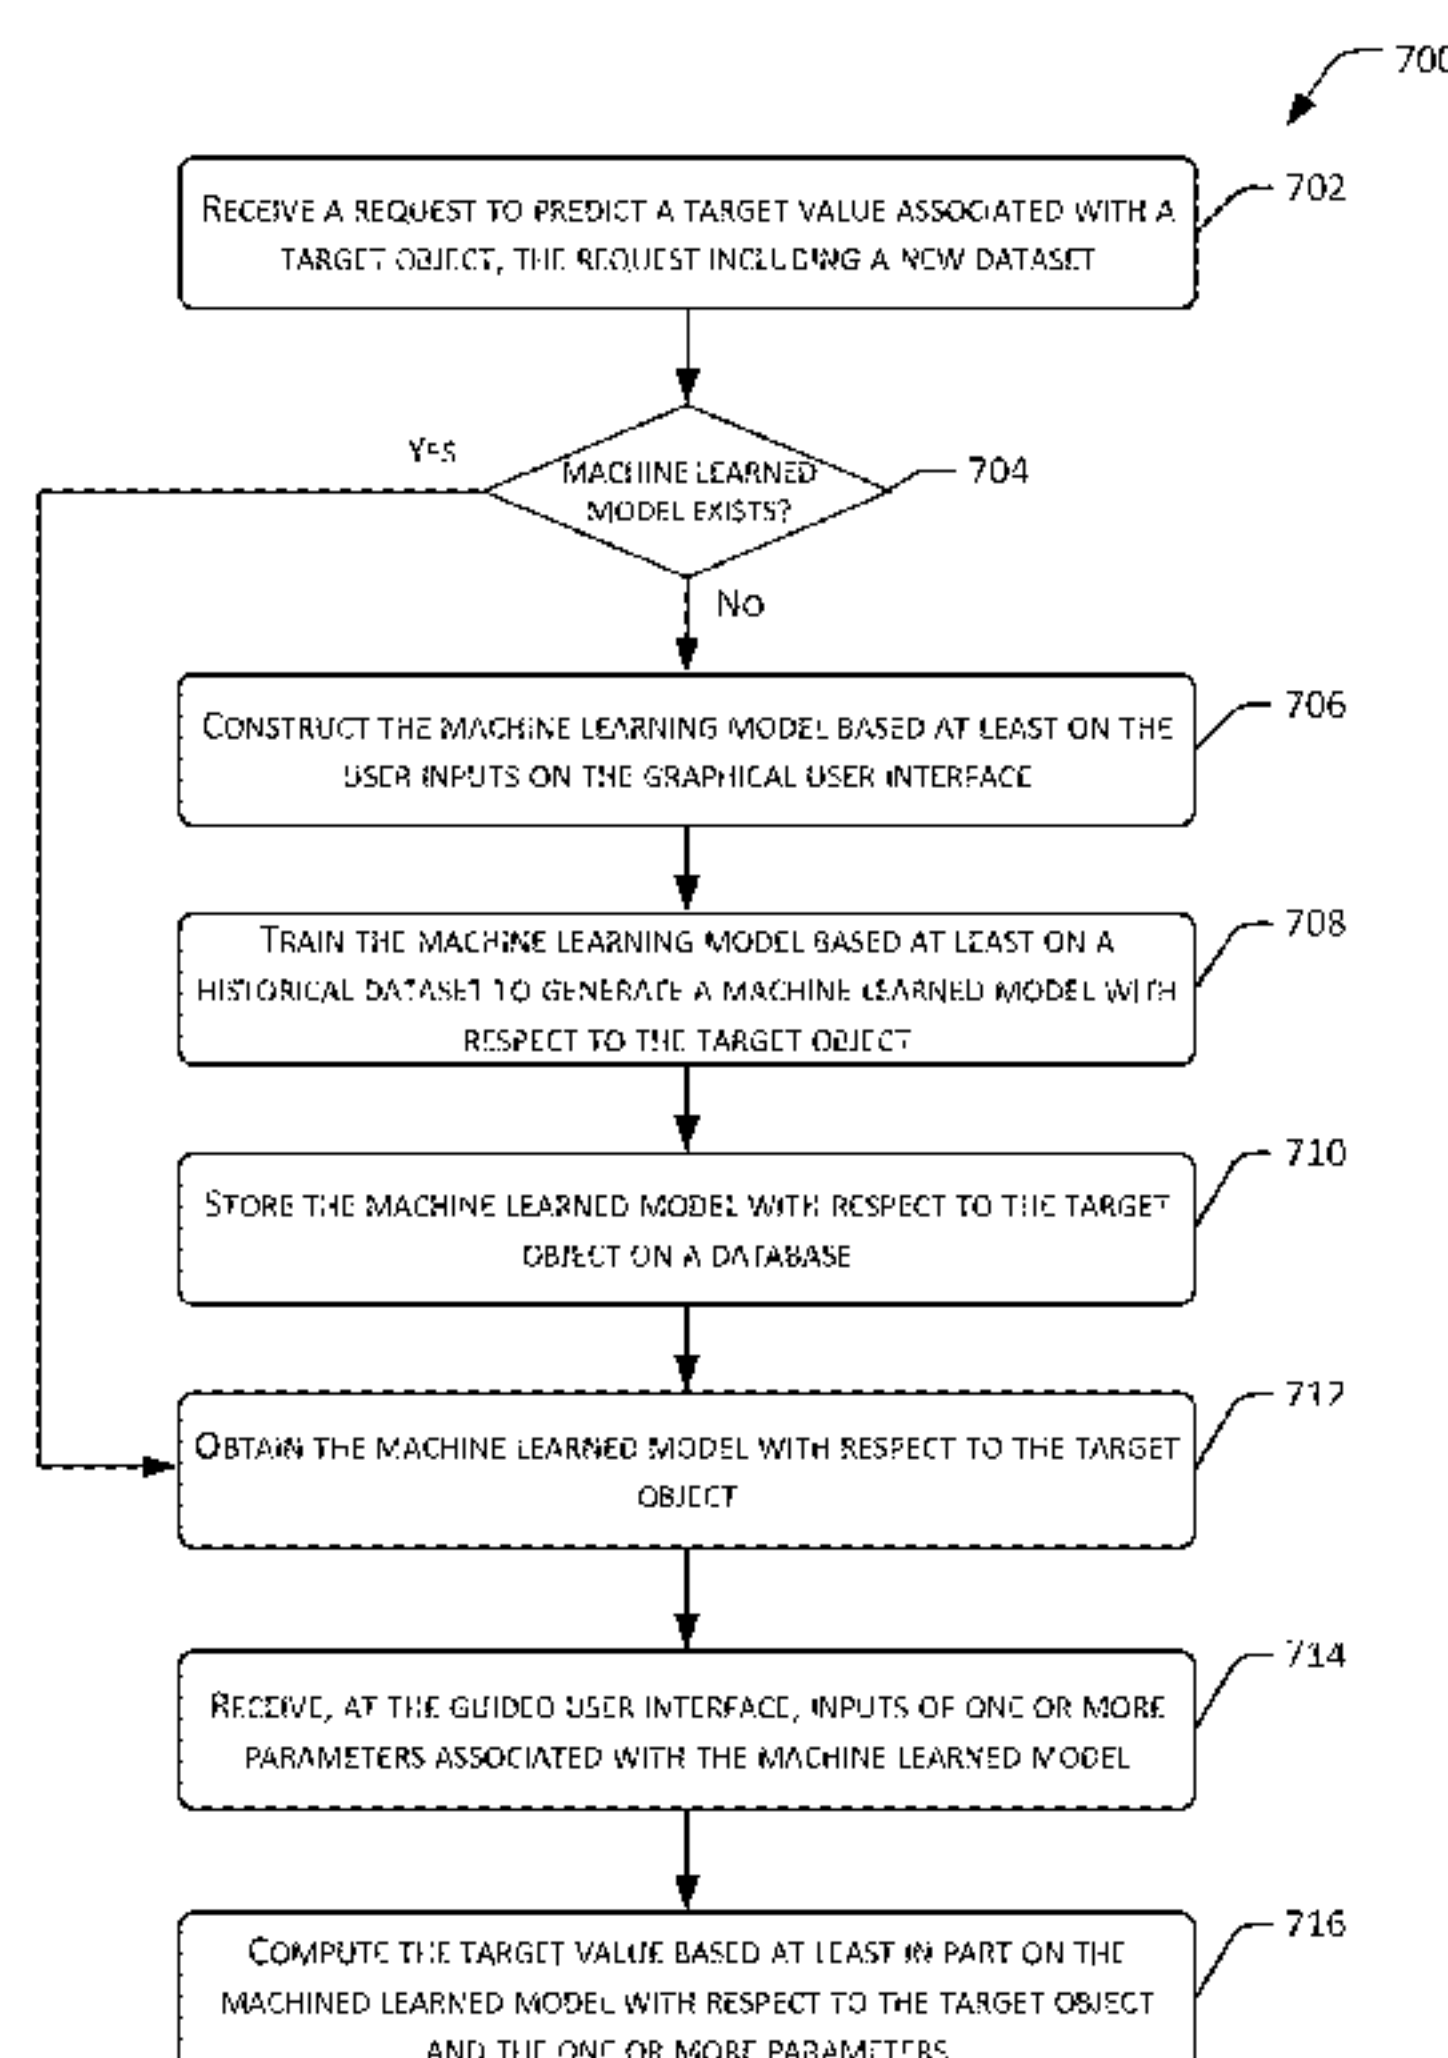 700
RECEIVE A REQUEST TO PREDICT A TARGET VALUE ASSOCIATED WITH A
TARGET OBJECT, THE REQUEST INCLUDING A NEW DATASET
702
YES
MACHINE LEARNED
MODEL EXISTS?
704
NO
CONSTRUCT THE MACHINE LEARNING MODEL BASED AT LEAST ON THE
USER INPUTS ON THE GRAPHICAL USER INTERFACE
706
TRAIN THE MACHINE LEARNING MODEL BASED AT LEAST ON A
HISTORICAL DATASET TO GENERATE A MACHINE LEARNED MODEL WITH
RESPECT TO THE TARGET OBJECT
708
STORE THE MACHINE LEARNED MODEL WITH RESPECT TO THE TARGET
OBJECT ON A DATABASE
710
OBTAIN THE MACHINE LEARNED MODEL WITH RESPECT TO THE TARGET
OBJECT
712
RECEIVE, AT THE GUIDED USER INTERFACE, INPUTS OF ONE OR MORE
PARAMETERS ASSOCIATED WITH THE MACHINE LEARNED MODEL
714
COMPUTE THE TARGET VALUE BASED AT LEAST IN PART ON THE
MACHINED LEARNED MODEL WITH RESPECT TO THE TARGET OBJECT
AND THE ONE OR MORE PARAMETERS
716